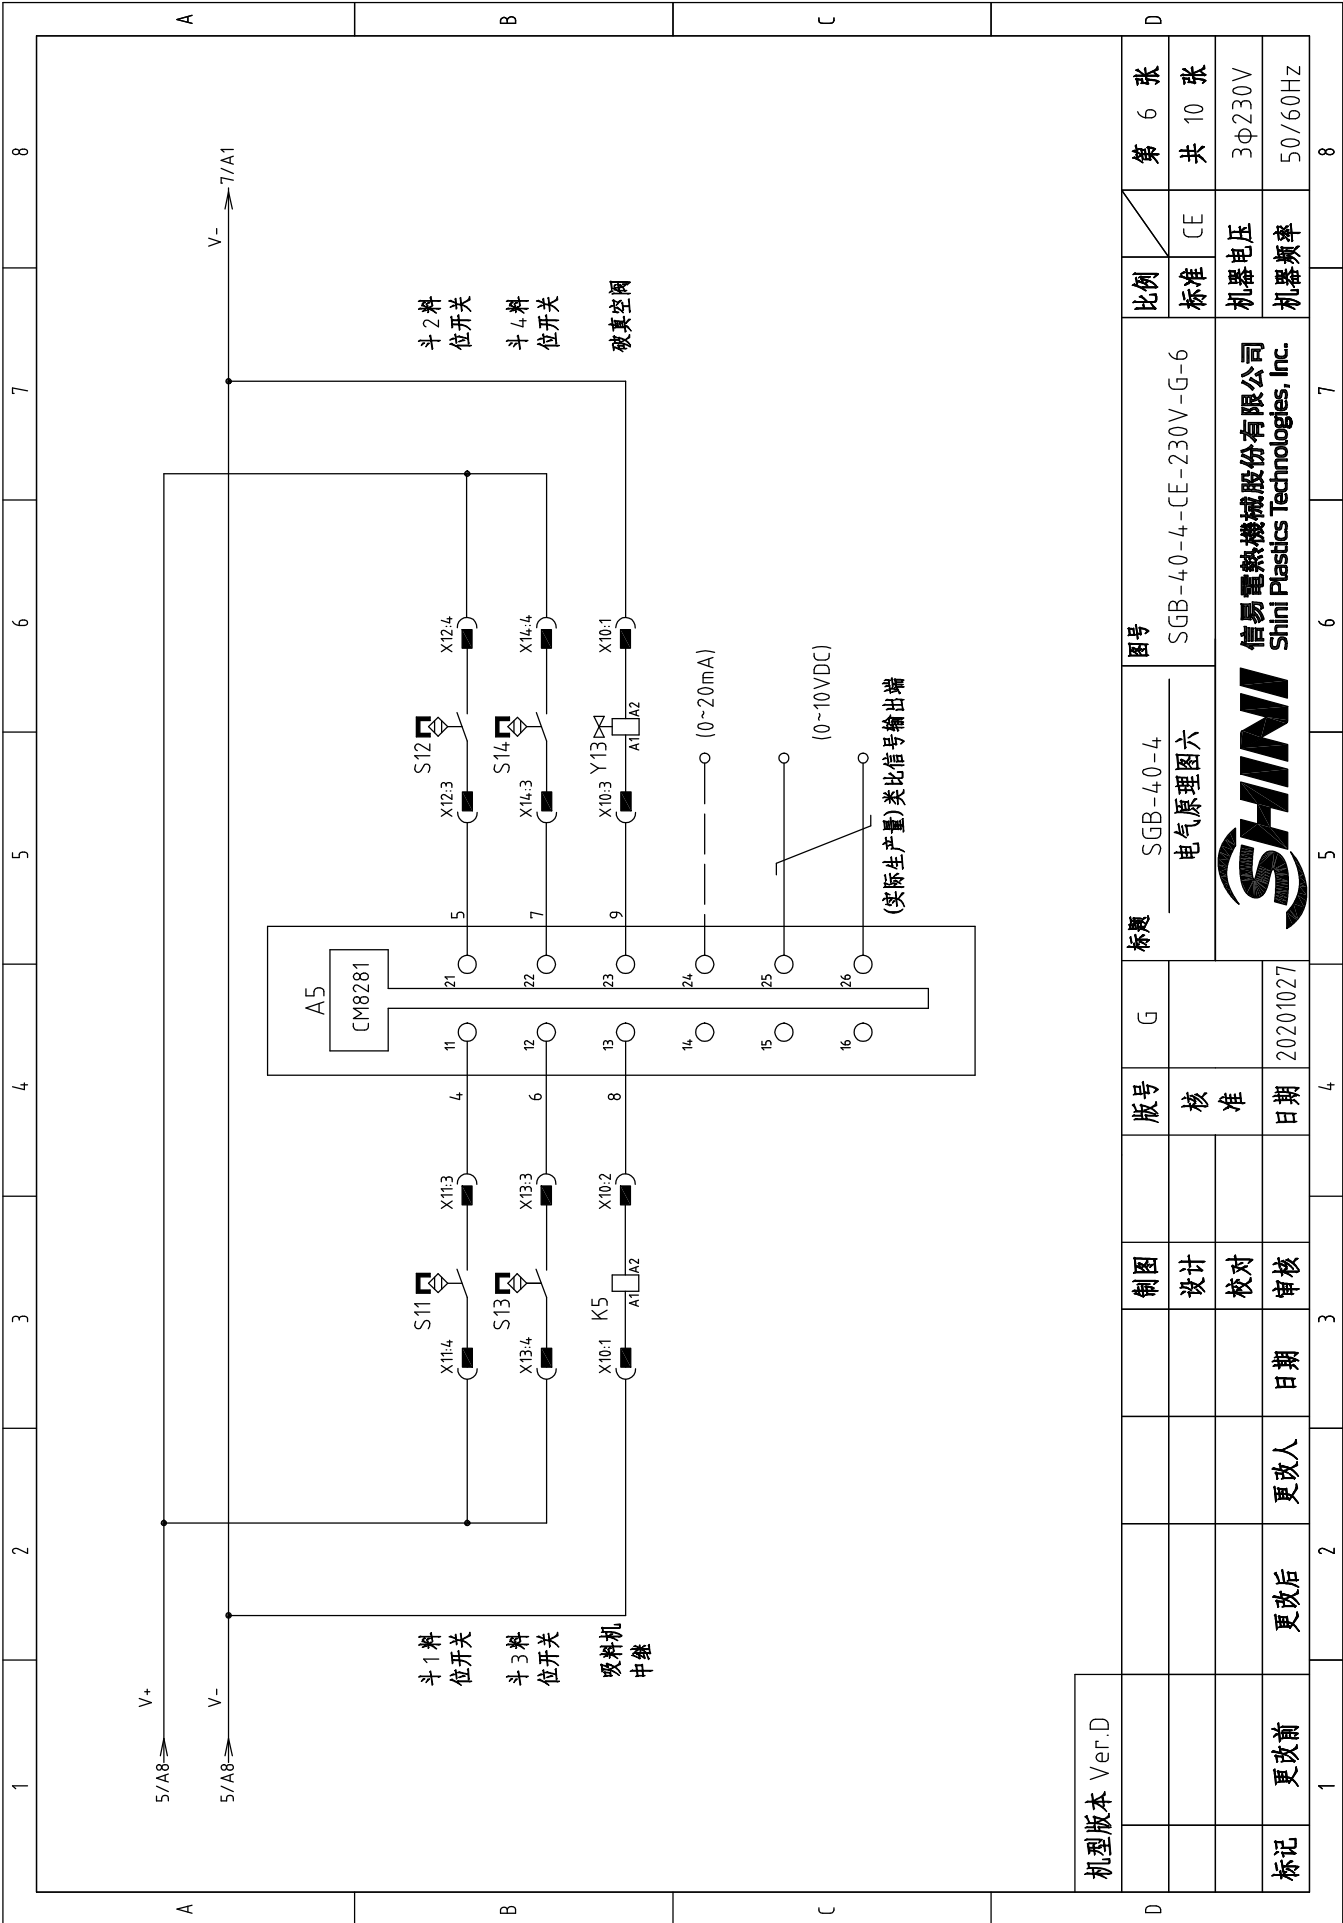 1 2 3 4 5 6 7 8
A
5/A8 V+
5/A8 V- V- 7/A1
B
斗1料
位开关
X11:4 S11 X11:3 4
斗3料
位开关
X13:4 S13 X13:3 6
吸料机
中继
X10:1 K5 A1 A2 X10:2 8
A5
CM8281
11 21
12 22
13 23
14 24
15 25
16 26
5 X12:3 S12 X12:4
斗2料
位开关
7 X14:3 S14 X14:4
斗4料
位开关
9 X10:3 Y13 A1 A2 X10:1
破真空阀
C
(0~20mA)
(0~10VDC)
(实际生产量)类比信号输出端
D
机型版本 Ver.D
标记 更改前 更改后 更改人 日期
制图
设计
校对
审核
版号 G
核
准
日期 20201027
标题
SGB-40-4
电气原理图六
图号
SGB-40-4-CE-230V-G-6
SHINI
信易電熱機械股份有限公司
Shini Plastics Technologies, Inc.
比例 第 6 张
标准 CE 共 10 张
机器电压 3φ230V
机器频率 50/60Hz
A
B
C
D
1 2 3 4 5 6 7 8